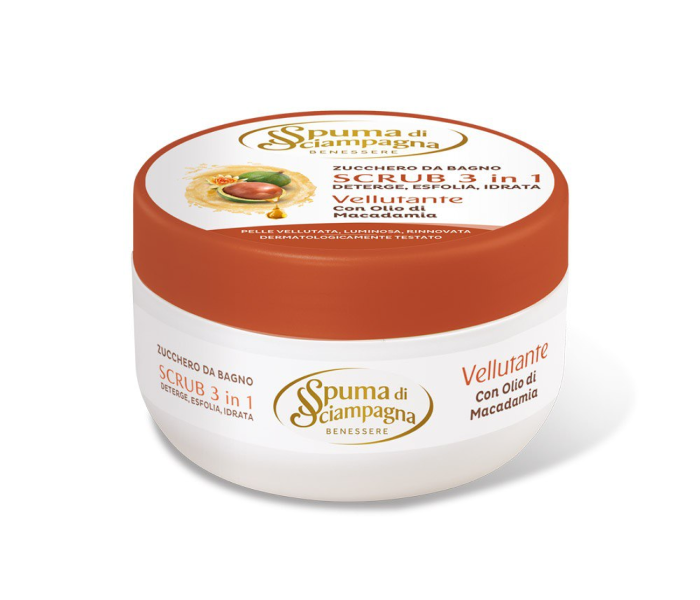 Spuma di
Sciampagna
BENESSERE
ZUCCHERO DA BAGNO
SCRUB 3 in 1
DETERGE, ESFOLIA, IDRATA
Vellutante
Con Olio di
Macadamia
PELLE VELLUTATA, LUMINOSA, RINNOVATA
DERMATOLOGICAMENTE TESTATO
ZUCCHERO DA BAGNO
SCRUB 3 in 1
DETERGE, ESFOLIA, IDRATA
Spuma di
Sciampagna
BENESSERE
Vellutante
Con Olio di
Macadamia